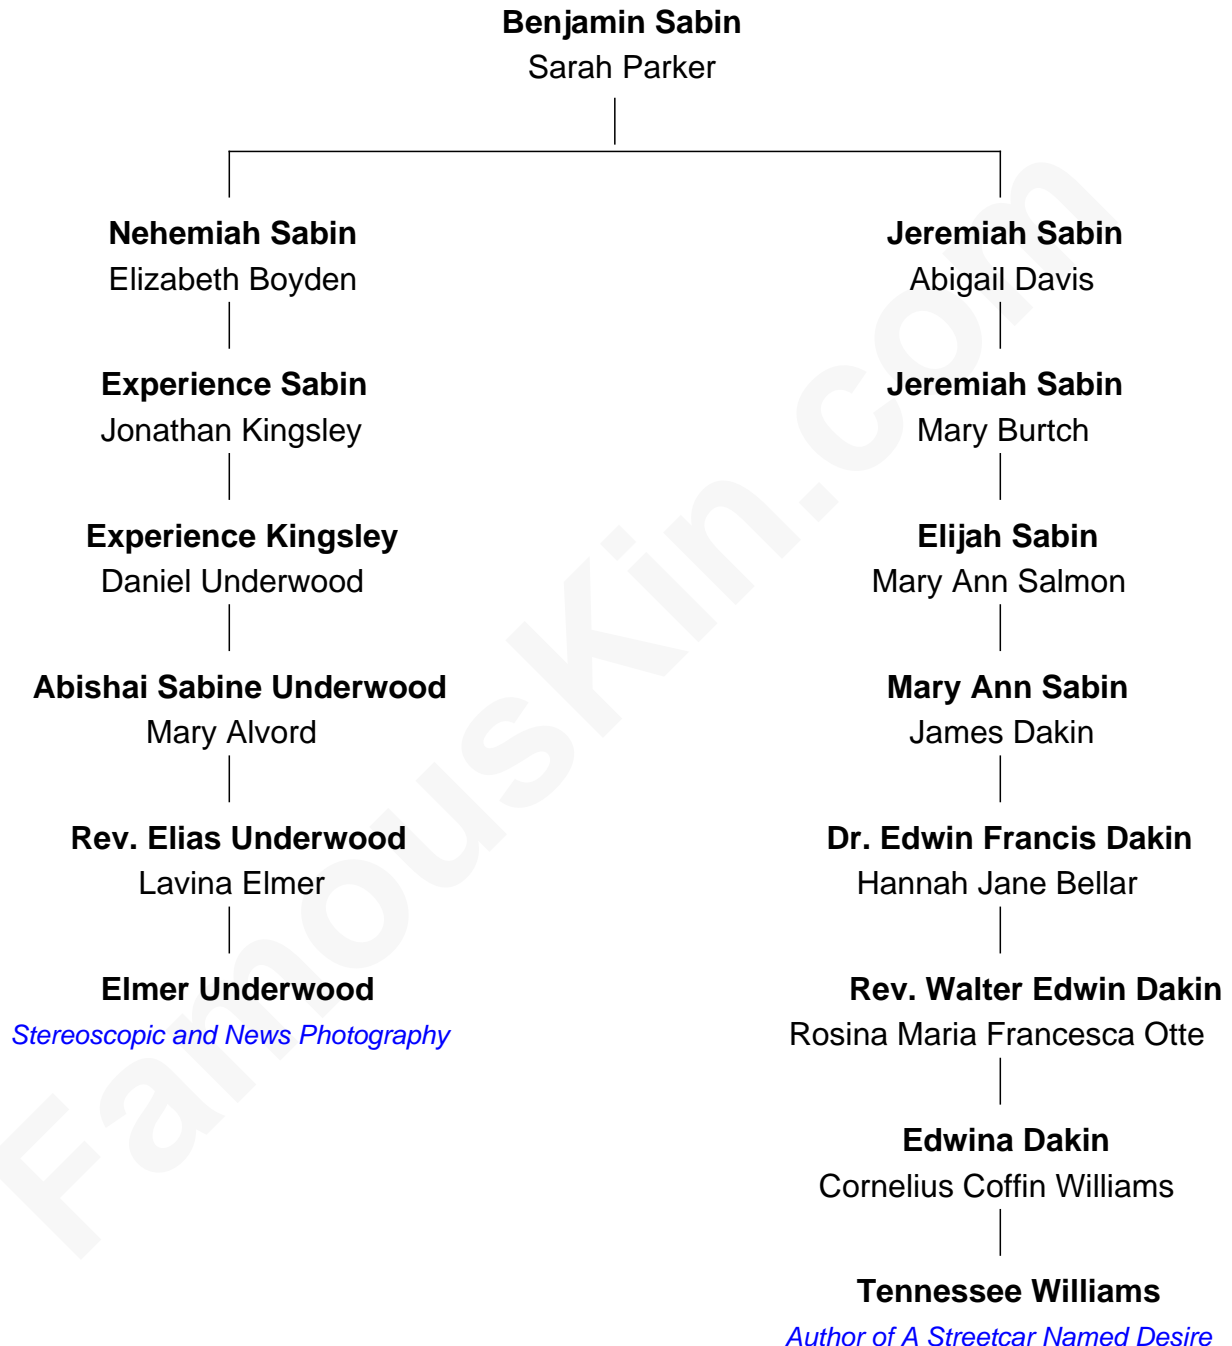 Benjamin Sabin
Sarah Parker
Nehemiah Sabin
Elizabeth Boyden
Experience Sabin
Jonathan Kingsley
Experience Kingsley
Daniel Underwood
Abishai Sabine Underwood
Mary Alvord
Rev. Elias Underwood
Lavina Elmer
Elmer Underwood
Stereoscopic and News Photography
Jeremiah Sabin
Abigail Davis
Jeremiah Sabin
Mary Burtch
Elijah Sabin
Mary Ann Salmon
Mary Ann Sabin
James Dakin
Dr. Edwin Francis Dakin
Hannah Jane Bellar
Rev. Walter Edwin Dakin
Rosina Maria Francesca Otte
Edwina Dakin
Cornelius Coffin Williams
Tennessee Williams
Author of A Streetcar Named Desire
FamousKin.com